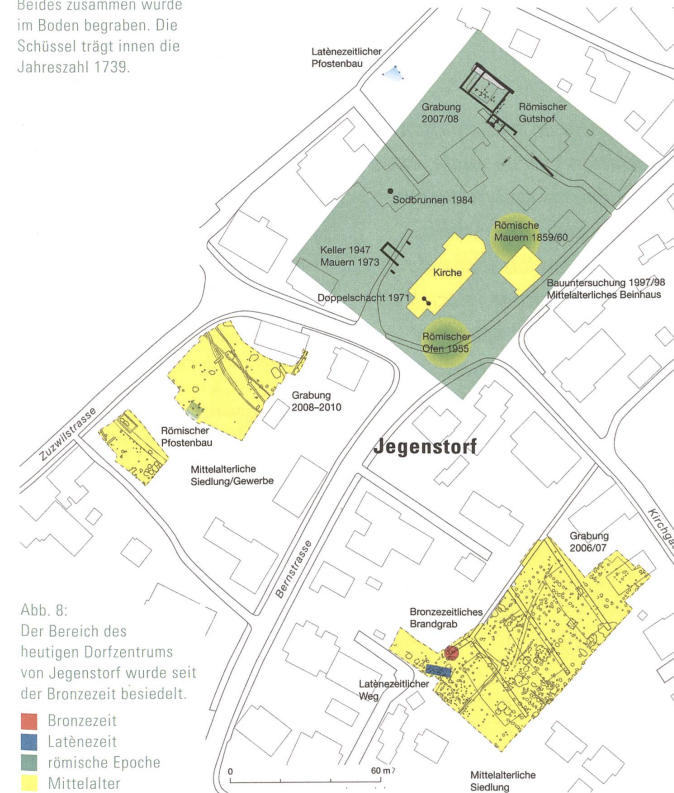 Beides zusammen wurde
im Boden begraben. Die
Schüssel trägt innen die
Jahreszahl 1739.
Latènezeitlicher
Pfostenbau
Grabung
2007/08
Römischer
Gutshof
Sodbrunnen 1984
Römische
Mauern 1859/60
Keller 1947
Mauern 1973
Kirche
Bauuntersuchung 1997/98
Mittelalterliches Beinhaus
Doppelschacht 1971
Römischer
Ofen 1955
Grabung
2008–2010
Zuzwilstrasse
Römischer
Pfostenbau
Jegenstorf
Mittelalterliche
Siedlung/Gewerbe
Kirchga
Grabung
2006/07
Bernstrasse
Bronzezeitliches
Brandgrab
Latènezeitlicher
Weg
Abb. 8:
Der Bereich des
heutigen Dorfzentrums
von Jegenstorf wurde seit
der Bronzezeit besiedelt.
Bronzezeit
Latènezeit
römische Epoche
Mittelalter
0 60 m
Mittelalterliche
Siedlung